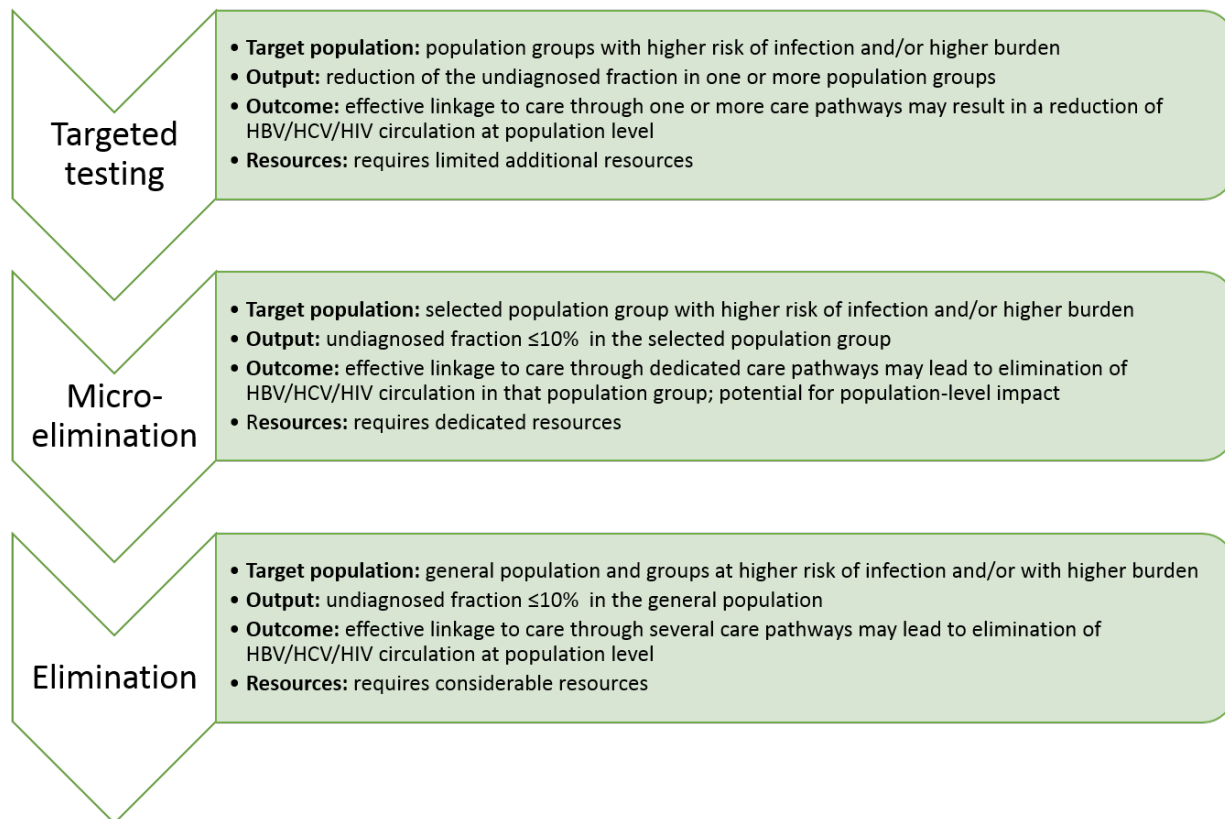 Targeted
testing
• Target population: population groups with higher risk of infection and/or higher burden
• Output: reduction of the undiagnosed fraction in one or more population groups
• Outcome: effective linkage to care through one or more care pathways may result in a reduction of
HBV/HCV/HIV circulation at population level
• Resources: requires limited additional resources
Micro-
elimination
• Target population: selected population group with higher risk of infection and/or higher burden
• Output: undiagnosed fraction ≤10% in the selected population group
• Outcome: effective linkage to care through dedicated care pathways may lead to elimination of
HBV/HCV/HIV circulation in that population group; potential for population-level impact
• Resources: requires dedicated resources
Elimination
• Target population: general population and groups at higher risk of infection and/or with higher burden
• Output: undiagnosed fraction ≤10% in the general population
• Outcome: effective linkage to care through several care pathways may lead to elimination of
HBV/HCV/HIV circulation at population level
• Resources: requires considerable resources